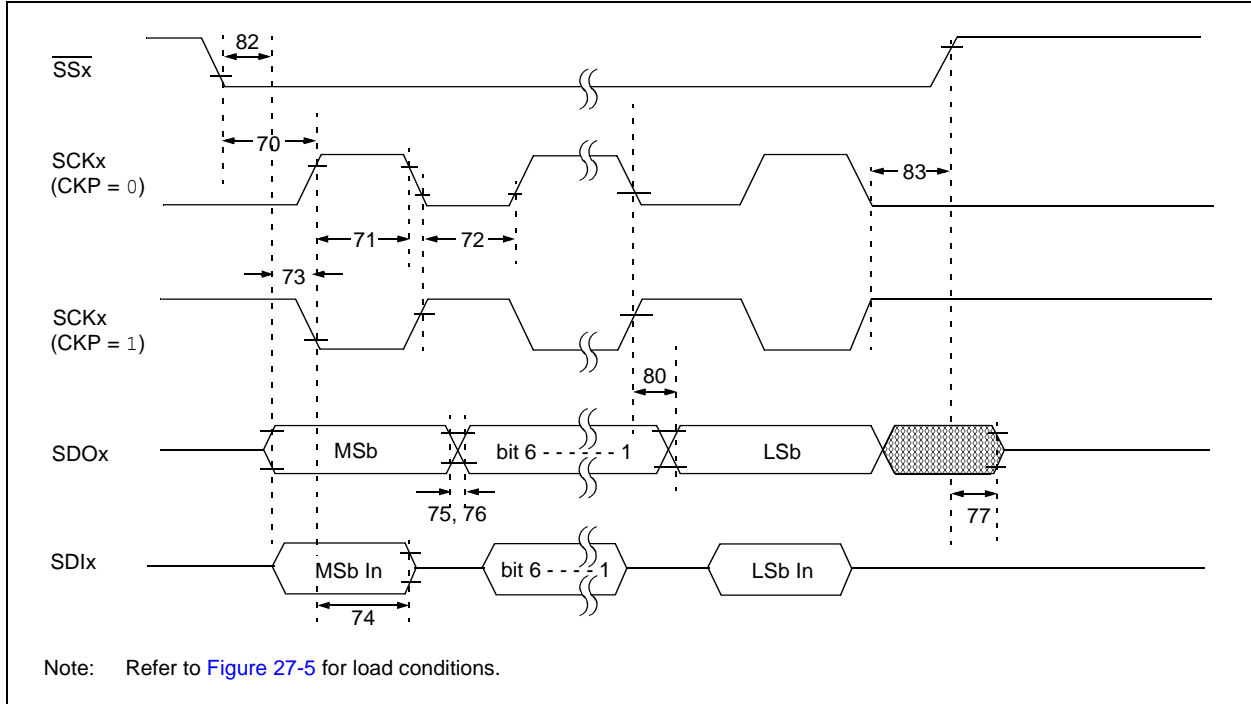 82
SSx
70
SCKx
(CKP = 0)
83
71
72
73
SCKx
(CKP = 1)
80
SDOx
MSb
bit 6 - - - - - - 1
LSb
75, 76
77
SDIx
MSb In
bit 6 - - - - 1
LSb In
74
Note: Refer to Figure 27-5 for load conditions.